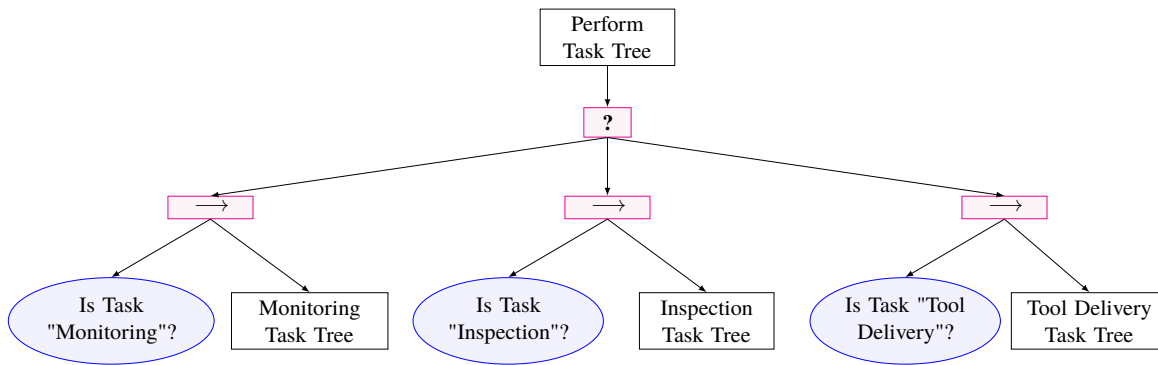 Perform
Task Tree
?
⟶
⟶
⟶
Is Task
"Monitoring"?
Monitoring
Task Tree
Is Task
"Inspection"?
Inspection
Task Tree
Is Task "Tool
Delivery"?
Tool Delivery
Task Tree